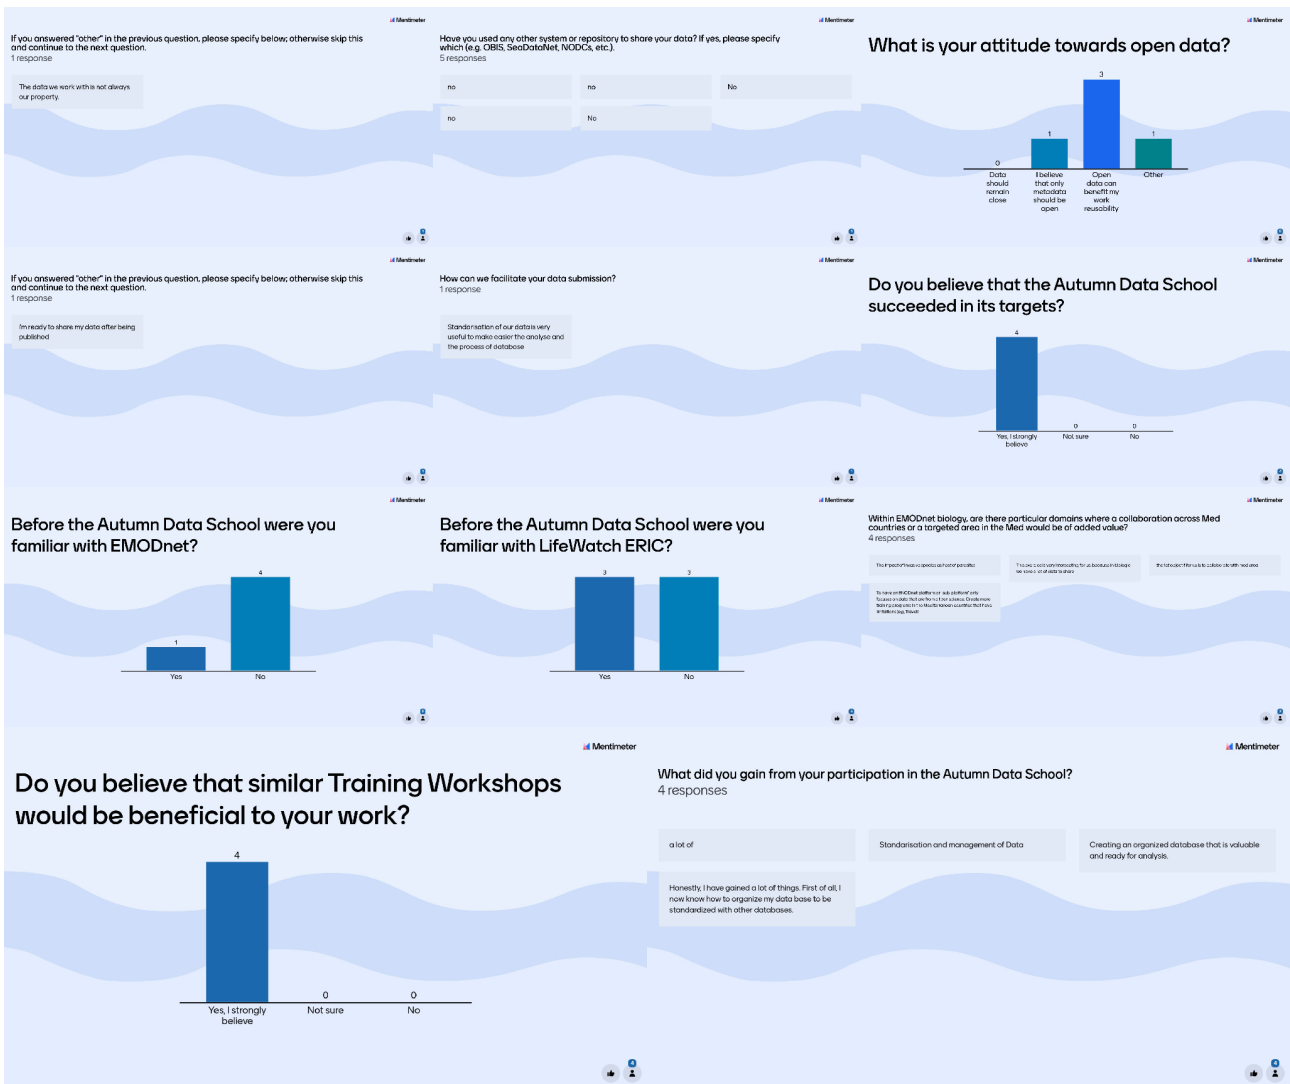 Mentimeter
If you answered "other" in the previous question, please specify below; otherwise skip this
and continue to the next question.
1 response
The data we work with is not always
our property.
Mentimeter
Have you used any other system or repository to share your data? If yes, please specify
which (e.g. OBIS, SeaDataNet, NODCs, etc.).
5 responses
no
no
No
no
No
Mentimeter
What is your attitude towards open data?
0
1
3
1
Data
should
remain
close
I believe
that only
metadata
should be
open
Open
data can
benefit my
work
reusability
Other
Mentimeter
If you answered "other" in the previous question, please specify below; otherwise skip this
and continue to the next question.
1 response
I'm ready to share my data after being
published
Mentimeter
How can we facilitate your data submission?
1 response
Standarisation of our data is very
useful to make easier the analyse and
the process of database
Mentimeter
Do you believe that the Autumn Data School
succeeded in its targets?
4
0
0
Yes, I strongly
believe
Not sure
No
Mentimeter
Before the Autumn Data School were you
familiar with EMODnet?
1
4
Yes
No
Mentimeter
Before the Autumn Data School were you
familiar with LifeWatch ERIC?
3
3
Yes
No
Mentimeter
Within EMODnet biology, are there particular domains where a collaboration across Med
countries or a targeted area in the Med would be of added value?
4 responses
The impact of invasive species as host of parasites
Mentimeter
Do you believe that similar Training Workshops
would be beneficial to your work?
4
0
0
Yes, I strongly
believe
Not sure
No
4
Mentimeter
What did you gain from your participation in the Autumn Data School?
4 responses
a lot of
Standarisation and management of Data
Creating an organized database that is valuable
and ready for analysis.
Honestly, I have gained a lot of things. First of all, I
now know how to organize my data base to be
standardized with other databases.
4